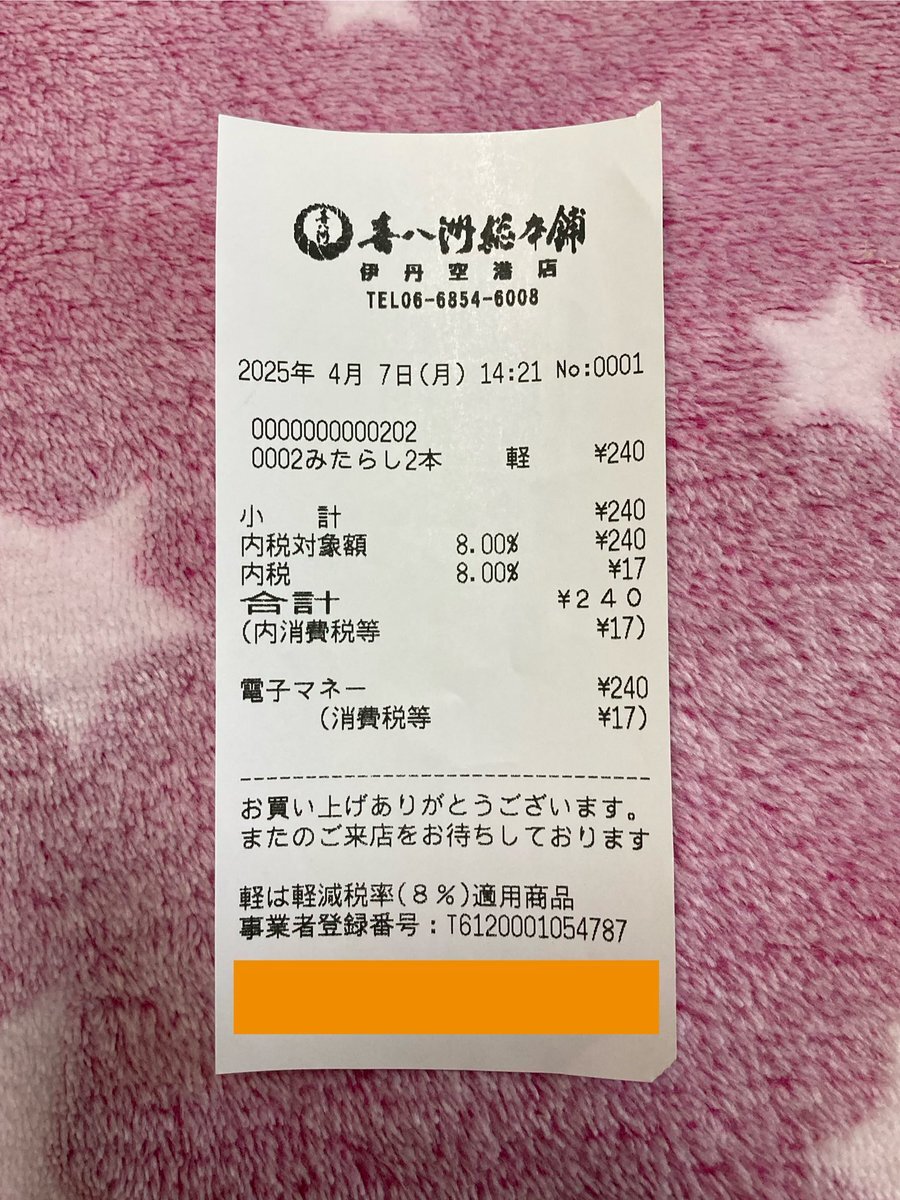 喜八洲
喜八洲総本舗
伊丹空港店
TEL06-6854-6008
2025年 4月 7日(月) 14:21 No:0001
0000000000202
0002みたらし2本 軽 ¥240
小 計 ¥240
内税対象額 8.00% ¥240
内税 8.00% ¥17
合計 ¥240
(内消費税等 ¥17)
電子マネー ¥240
(消費税等 ¥17)
お買い上げありがとうございます。
またのご来店をお待ちしております
軽は軽減税率(8%)適用商品
事業者登録番号:T6120001054787